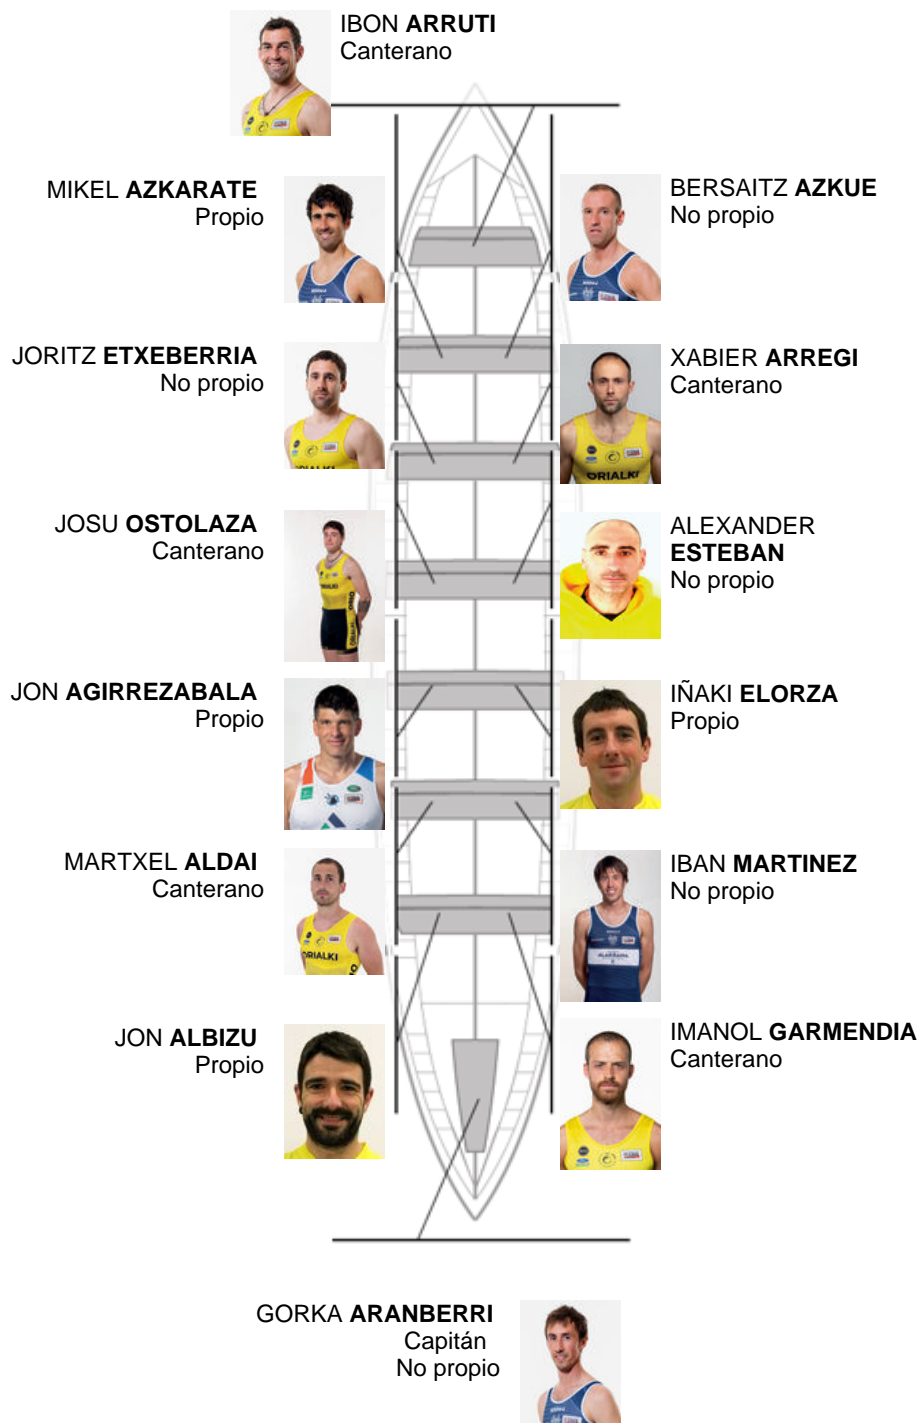 IBON ARRUTI
Canterano
MIKEL AZKARATE
Propio
BERSAITZ AZKUE
No propio
JORITZ ETXEBERRIA
No propio
XABIER ARREGI
Canterano
ORIALKI
JOSU OSTOLAZA
Canterano
ALEXANDER
ESTEBAN
No propio
JON AGIRREZABALA
Propio
IÑAKI ELORZA
Propio
MARTXEL ALDAI
Canterano
ORIALKI
IBAN MARTINEZ
No propio
JON ALBIZU
Propio
IMANOL GARMENDIA
Canterano
GORKA ARANBERRI
Capitán
No propio